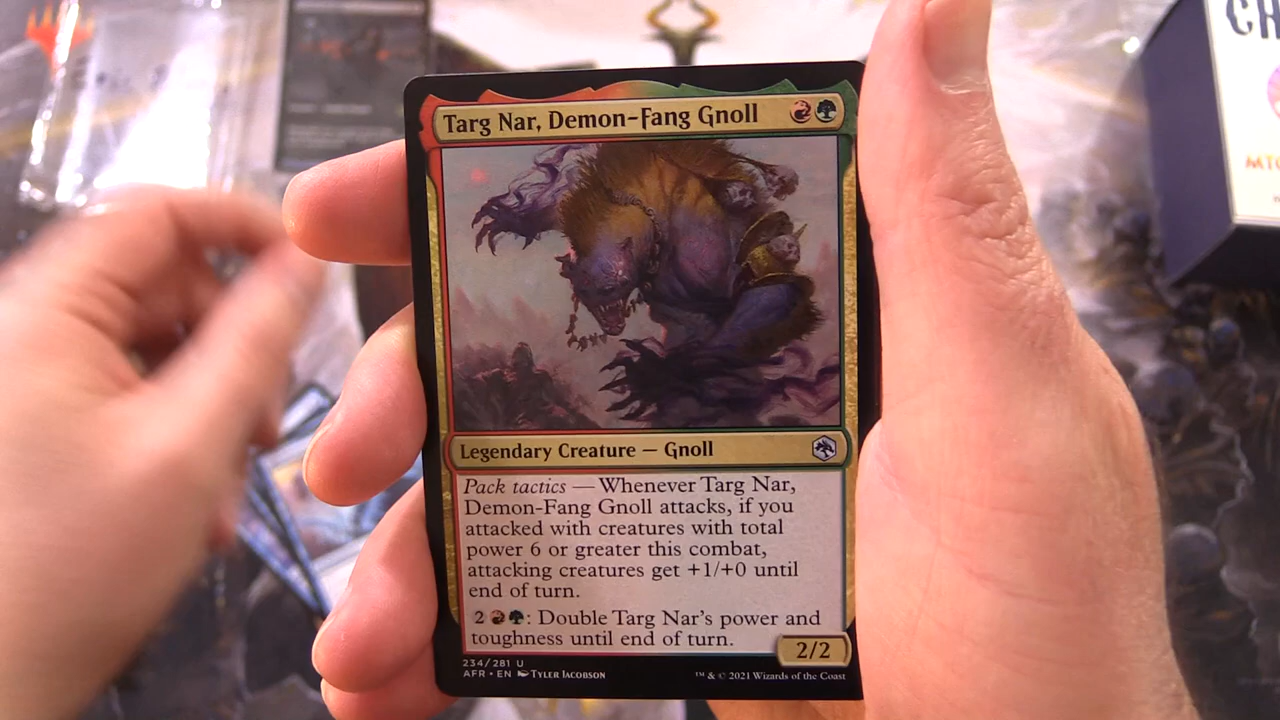 Targ Nar, Demon-Fang Gnoll
Legendary Creature — Gnoll
Pack tactics — Whenever Targ Nar,
Demon-Fang Gnoll attacks, if you
attacked with creatures with total
power 6 or greater this combat,
attacking creatures get +1/+0 until
end of turn.
2 : Double Targ Nar's power and
toughness until end of turn.
2/2
234/281 U
AFR • EN Tyler Jacobson
™ & © 2021 Wizards of the Coast